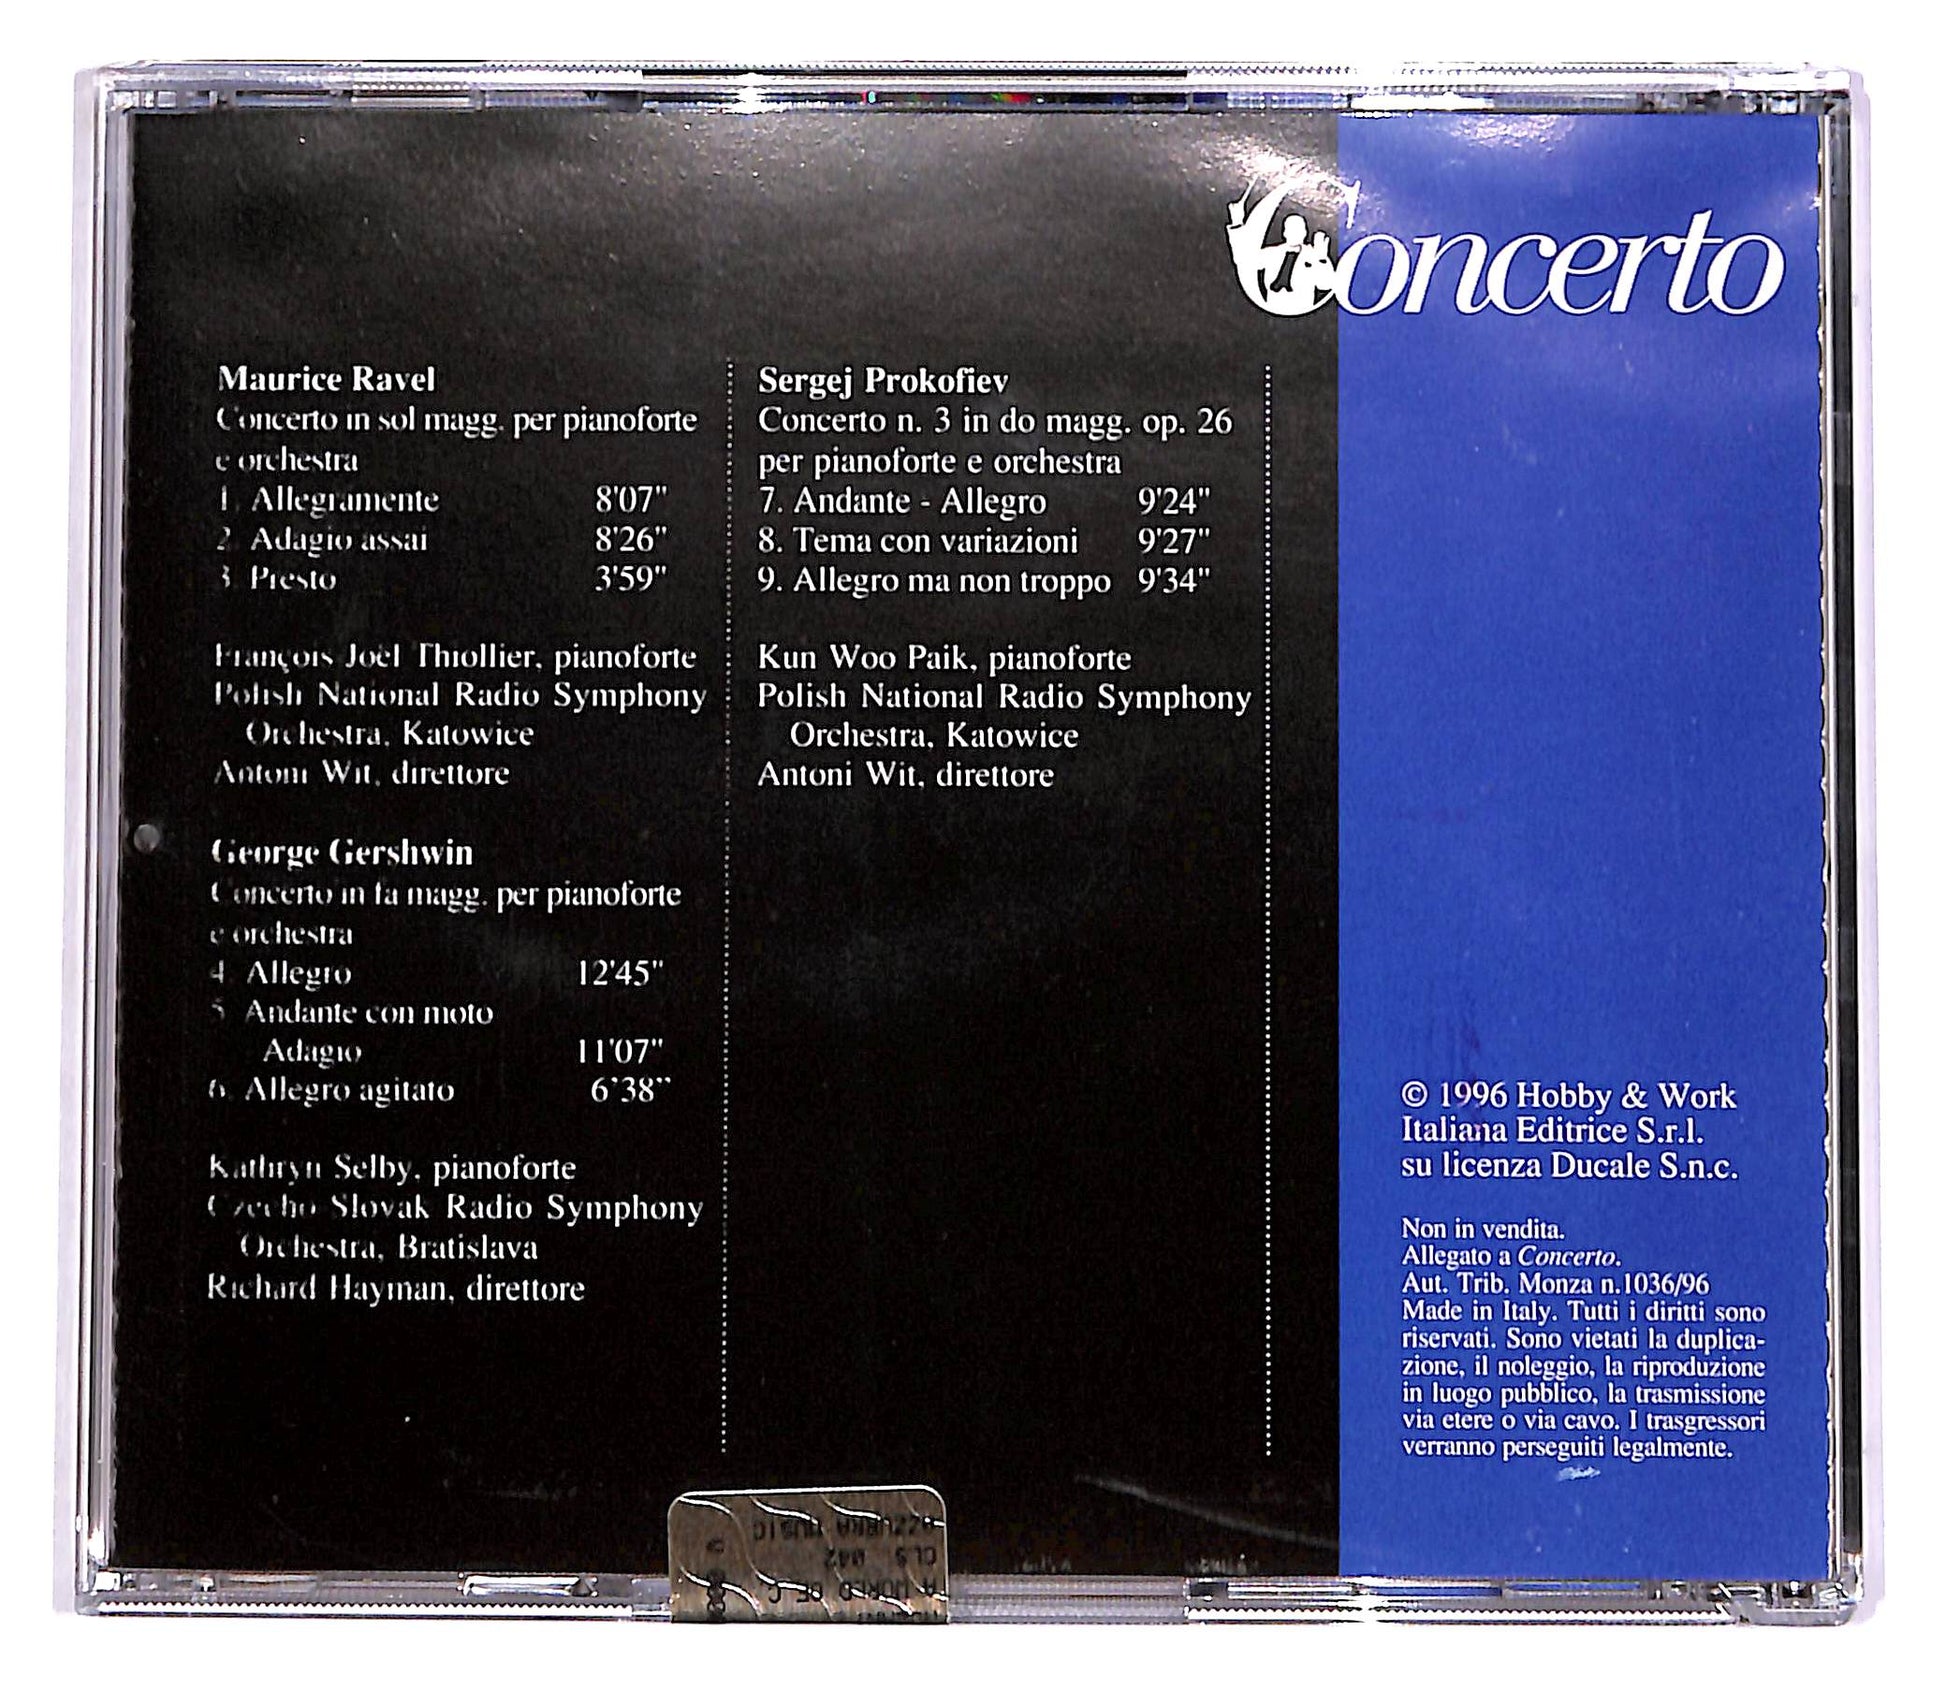 Concerto
Maurice Ravel
Concerto in sol magg. per pianoforte
e orchestra
1. Allegramente 8'07"
2. Adagio assai 8'26"
3. Presto 3'59"
François Joël Thiollier, pianoforte
Polish National Radio Symphony
Orchestra, Katowice
Antoni Wit, direttore
George Gershwin
Concerto in fa magg. per pianoforte
e orchestra
4. Allegro 12'45"
5. Andante con moto
Adagio 11'07"
6. Allegro agitato 6'38"
Kathryn Selby, pianoforte
Czecho Slovak Radio Symphony
Orchestra, Bratislava
Richard Hayman, direttore
Sergej Prokofiev
Concerto n. 3 in do magg. op. 26
per pianoforte e orchestra
7. Andante - Allegro 9'24"
8. Tema con variazioni 9'27"
9. Allegro ma non troppo 9'34"
Kun Woo Paik, pianoforte
Polish National Radio Symphony
Orchestra, Katowice
Antoni Wit, direttore
© 1996 Hobby & Work
Italiana Editrice S.r.l.
su licenza Ducale S.n.c.
Non in vendita.
Allegato a Concerto.
Aut. Trib. Monza n.1036/96
Made in Italy. Tutti i diritti sono
riservati. Sono vietati la duplica-
zione, il noleggio, la riproduzione
in luogo pubblico, la trasmissione
via etere o via cavo. I trasgressori
verranno perseguiti legalmente.
AZZURRA MUSIC
CLS 042